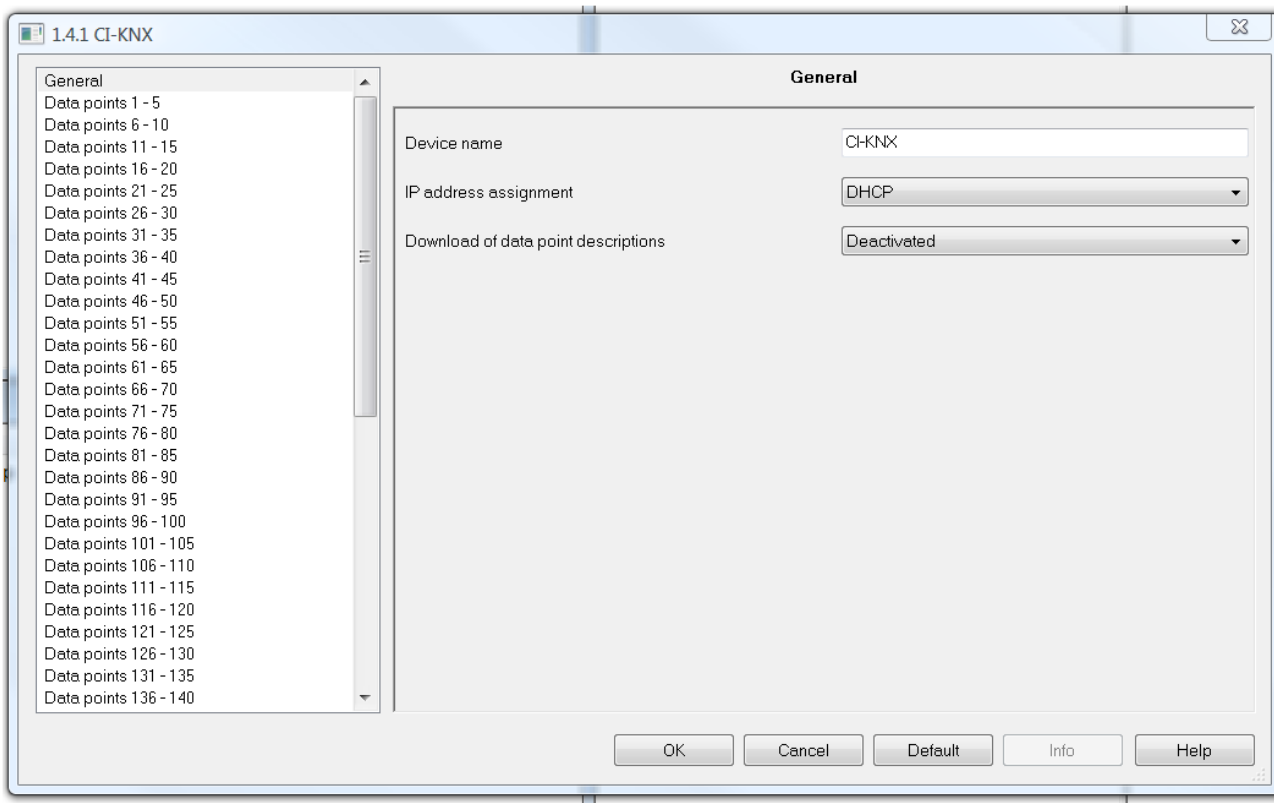 1.4.1 CI-KNX
General
Data points 1 - 5
Data points 6 - 10
Data points 11 - 15
Data points 16 - 20
Data points 21 - 25
Data points 26 - 30
Data points 31 - 35
Data points 36 - 40
Data points 41 - 45
Data points 46 - 50
Data points 51 - 55
Data points 56 - 60
Data points 61 - 65
Data points 66 - 70
Data points 71 - 75
Data points 76 - 80
Data points 81 - 85
Data points 86 - 90
Data points 91 - 95
Data points 96 - 100
Data points 101 - 105
Data points 106 - 110
Data points 111 - 115
Data points 116 - 120
Data points 121 - 125
Data points 126 - 130
Data points 131 - 135
Data points 136 - 140
General
Device name CI-KNX
IP address assignment DHCP
Download of data point descriptions Deactivated
OK Cancel Default Info Help